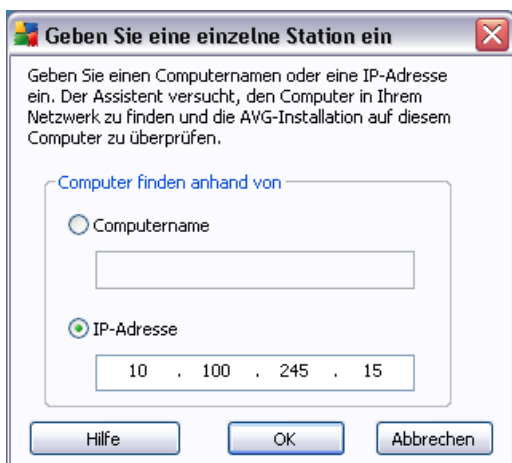 Geben Sie eine einzelne Station ein
Geben Sie einen Computernamen oder eine IP-Adresse
ein. Der Assistent versucht, den Computer in Ihrem
Netzwerk zu finden und die AVG-Installation auf diesem
Computer zu überprüfen.
Computer finden anhand von
Computername
IP-Adresse
10 . 100 . 245 . 15
Hilfe OK Abbrechen